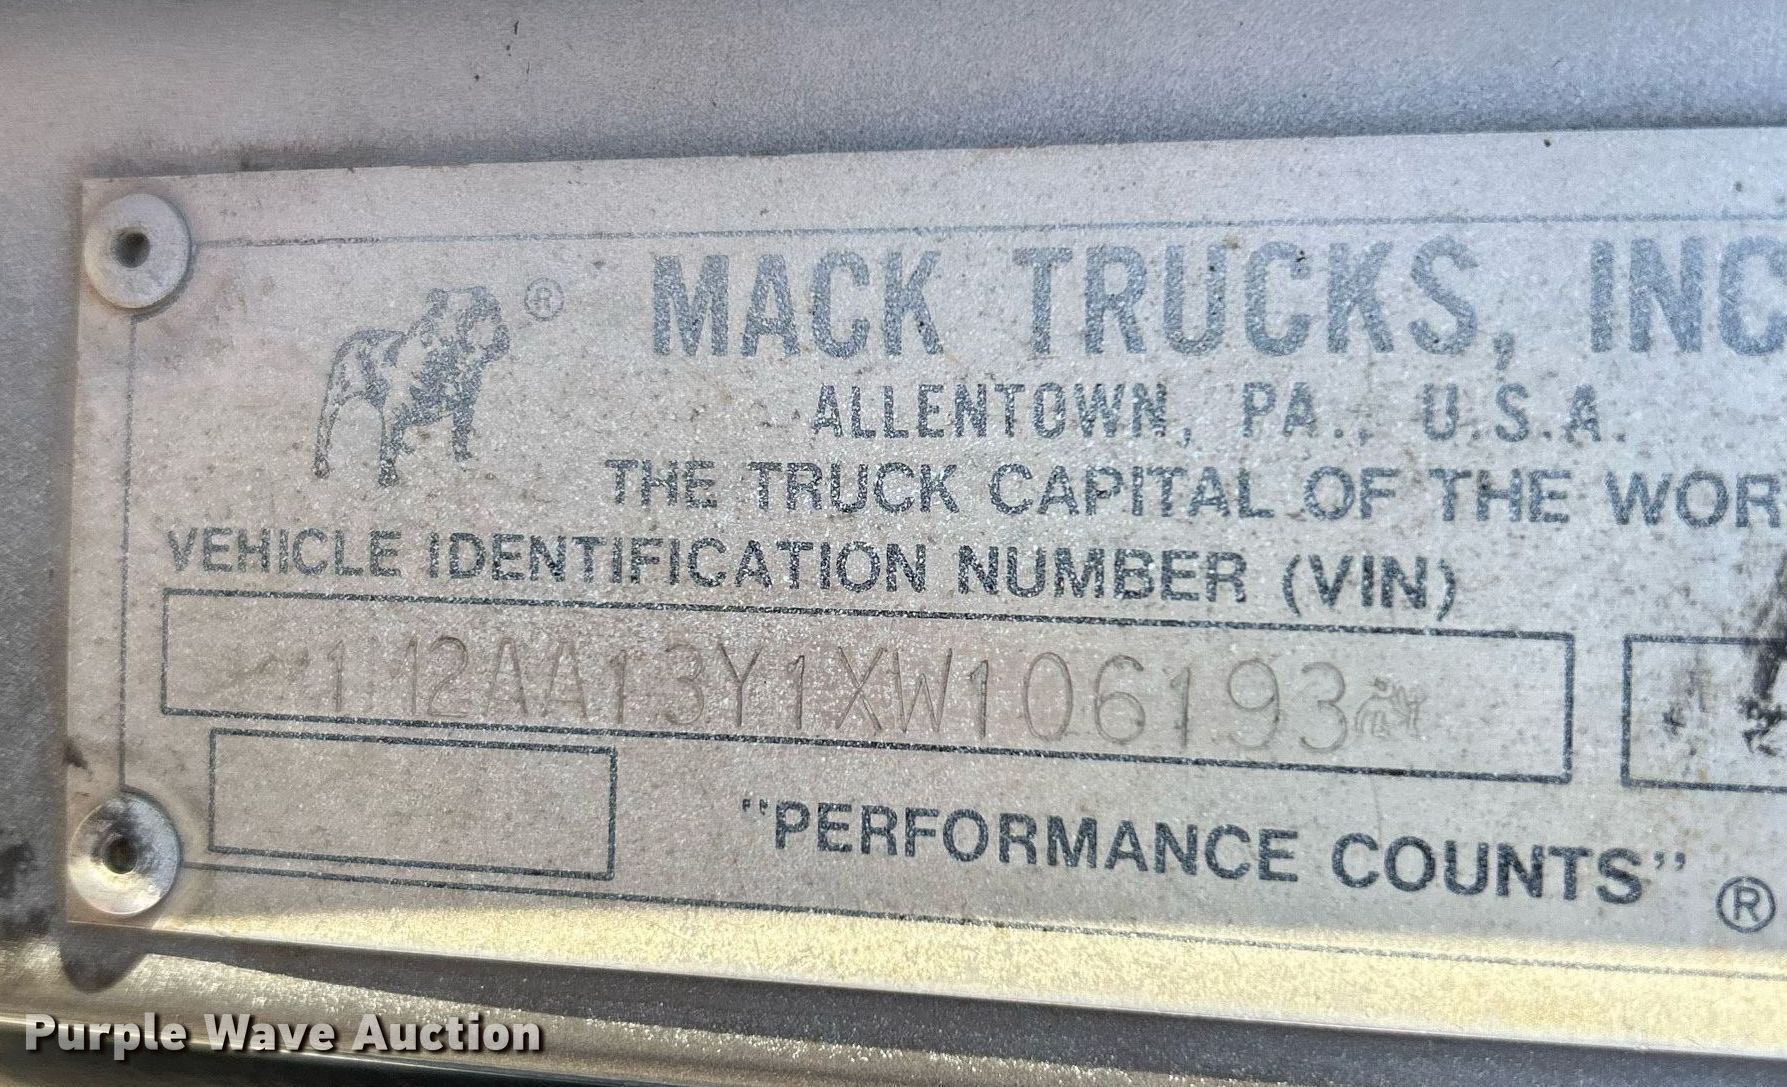 ®
MACK TRUCKS, INC
ALLENTOWN, PA., U.S.A.
THE TRUCK CAPITAL OF THE WOR
VEHICLE IDENTIFICATION NUMBER (VIN)
1M2AA13Y1XW106193
"PERFORMANCE COUNTS" ®
Purple Wave Auction